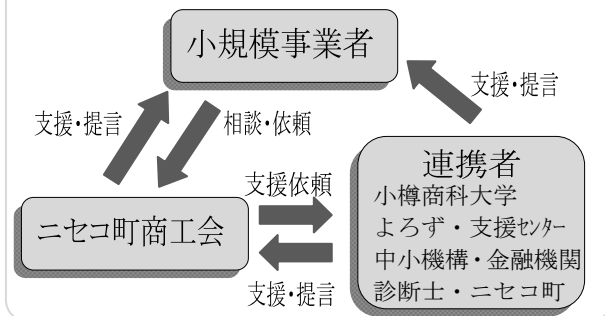 小規模事業者
支援・提言
支援・提言
相談・依頼
連携者
小樽商科大学
よろず・支援ｾﾝﾀｰ
中小機構・金融機関
診断士・ニセコ町
支援依頼
ニセコ町商工会
支援・提言